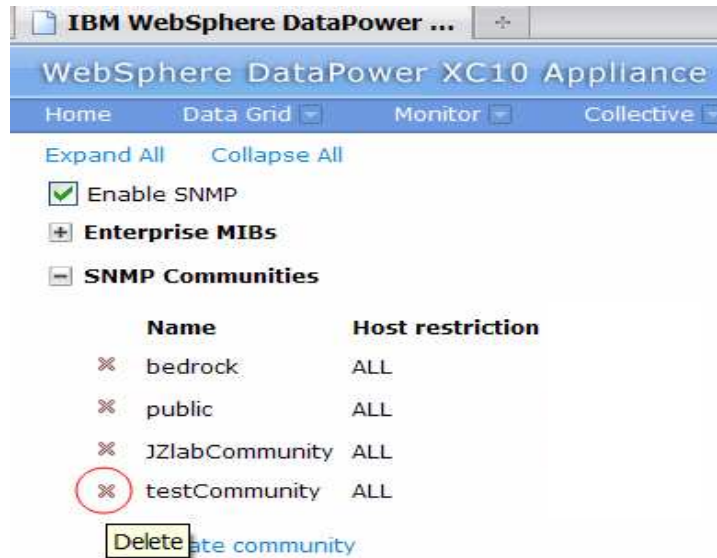 IBM WebSphere DataPower ...
WebSphere DataPower XC10 Appliance
Home Data Grid Monitor Collective
Expand All Collapse All
Enable SNMP
Enterprise MIBs
SNMP Communities
Name Host restriction
bedrock ALL
public ALL
JZlabCommunity ALL
testCommunity ALL
Delete community